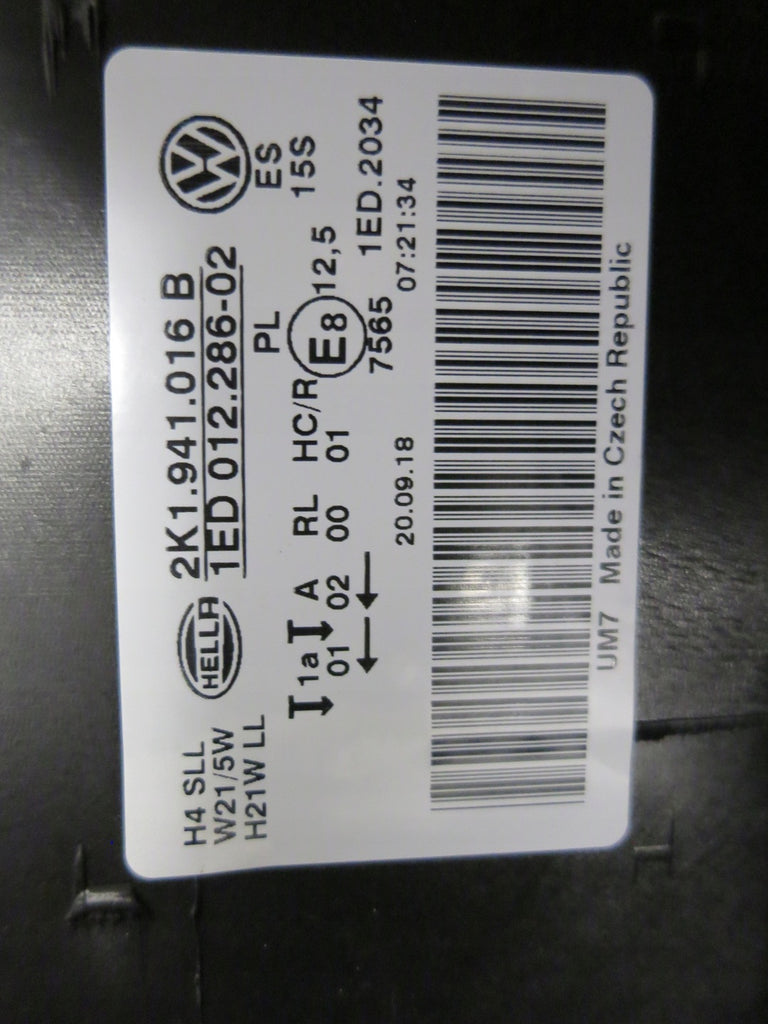 H4 SLL
W21/5W
H21W LL
HELLA
2K1.941.016 B
1ED 012.286-02
PL
ES
15S
1a A RL HC/R E8 12,5
01 02 00 01
7565
1ED.2034
20.09.18 07:21:34
UM7 Made in Czech Republic